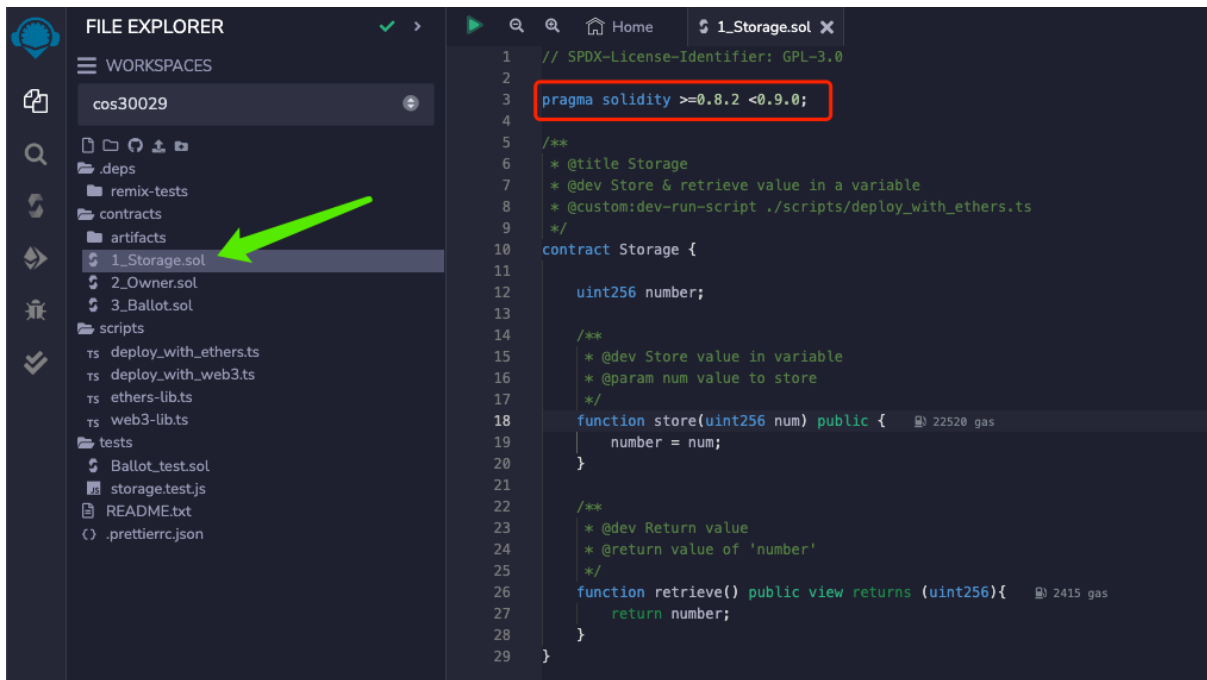 FILE EXPLORER
WORKSPACES
cos30029
.deps
remix-tests
contracts
artifacts
1_Storage.sol
2_Owner.sol
3_Ballot.sol
scripts
TS deploy_with_ethers.ts
TS deploy_with_web3.ts
TS ethers-lib.ts
TS web3-lib.ts
tests
Ballot_test.sol
JS storage.test.js
README.txt
{} .prettierrc.json
Home
1_Storage.sol
1 // SPDX-License-Identifier: GPL-3.0
2
3 pragma solidity >=0.8.2 <0.9.0;
4
5 /**
6  * @title Storage
7  * @dev Store & retrieve value in a variable
8  * @custom:dev-run-script ./scripts/deploy_with_ethers.ts
9  */
10 contract Storage {
11
12     uint256 number;
13
14     /**
15      * @dev Store value in variable
16      * @param num value to store
17      */
18     function store(uint256 num) public { 22520 gas
19         number = num;
20     }
21
22     /**
23      * @dev Return value
24      * @return value of 'number'
25      */
26     function retrieve() public view returns (uint256){ 2415 gas
27         return number;
28     }
29 }